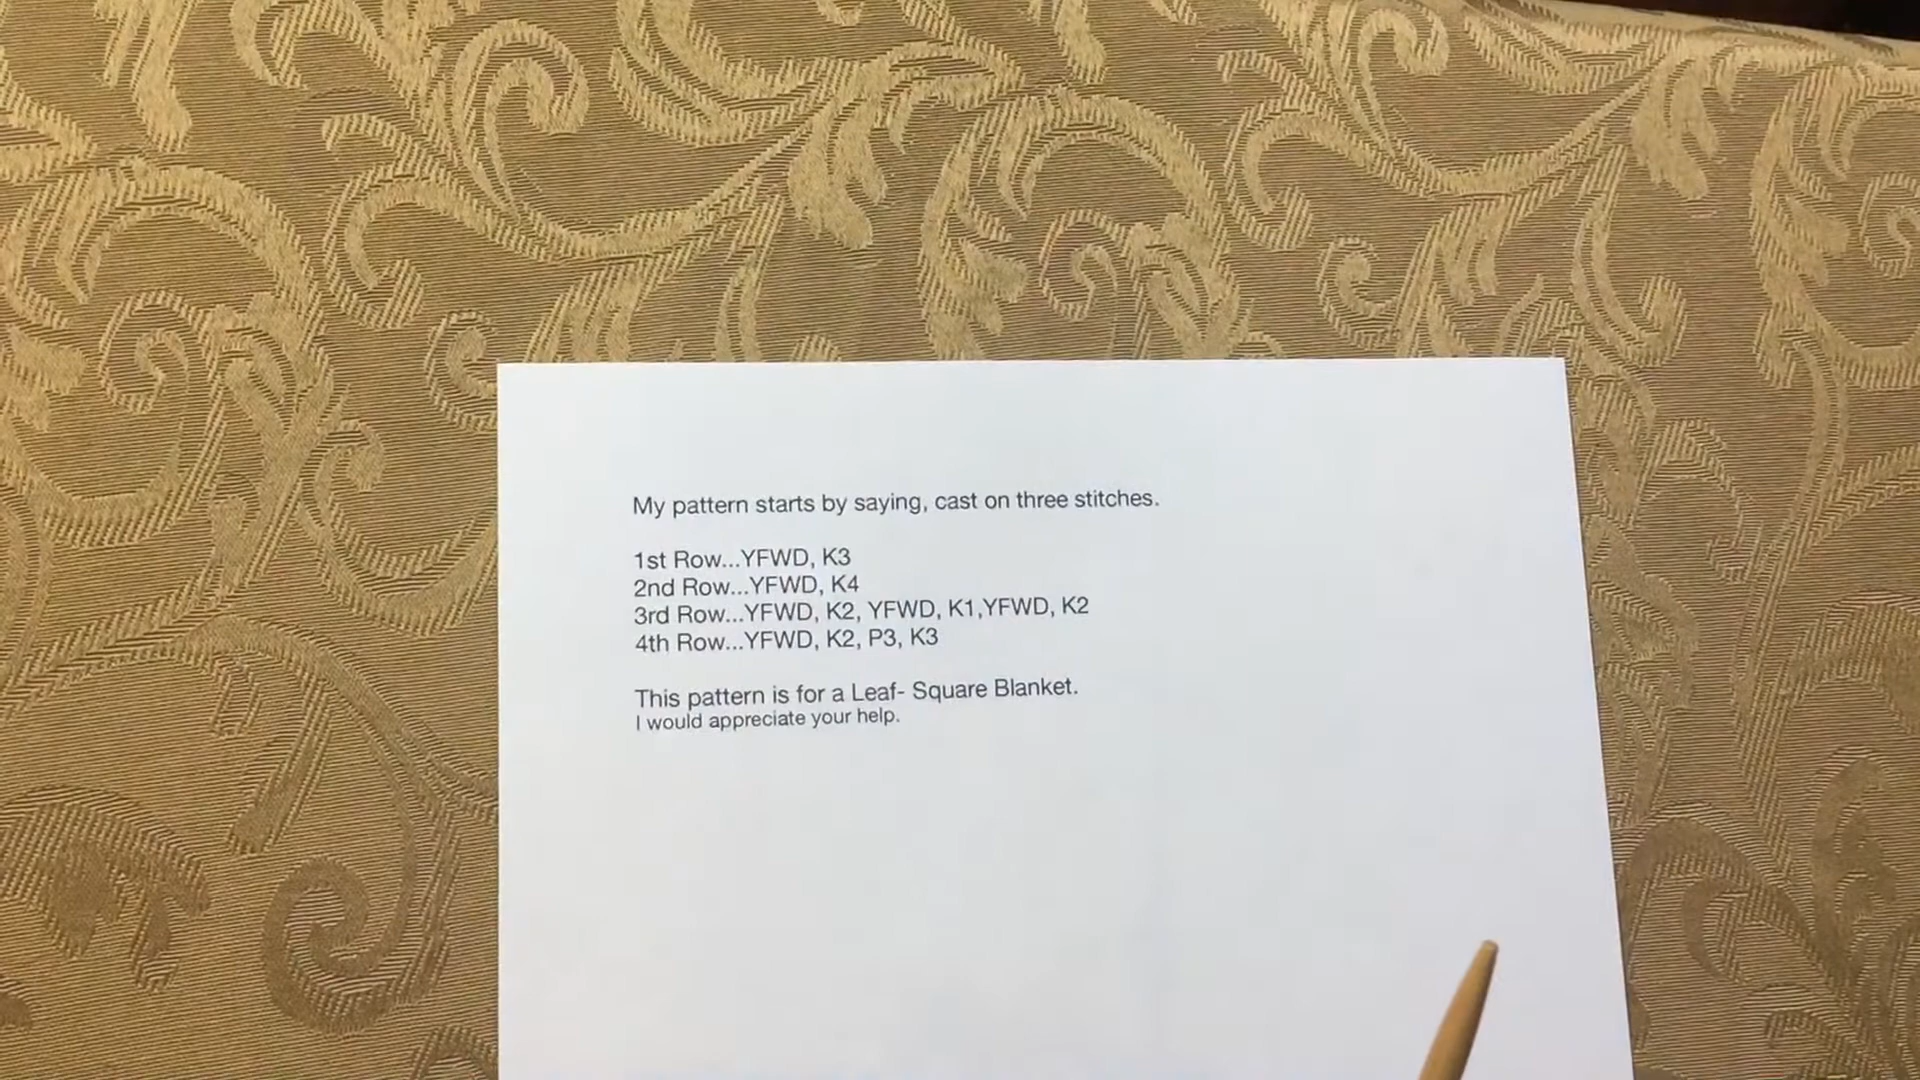 My pattern starts by saying, cast on three stitches.
1st Row...YFWD, K3
2nd Row...YFWD, K4
3rd Row...YFWD, K2, YFWD, K1,YFWD, K2
4th Row...YFWD, K2, P3, K3
This pattern is for a Leaf- Square Blanket.
I would appreciate your help.